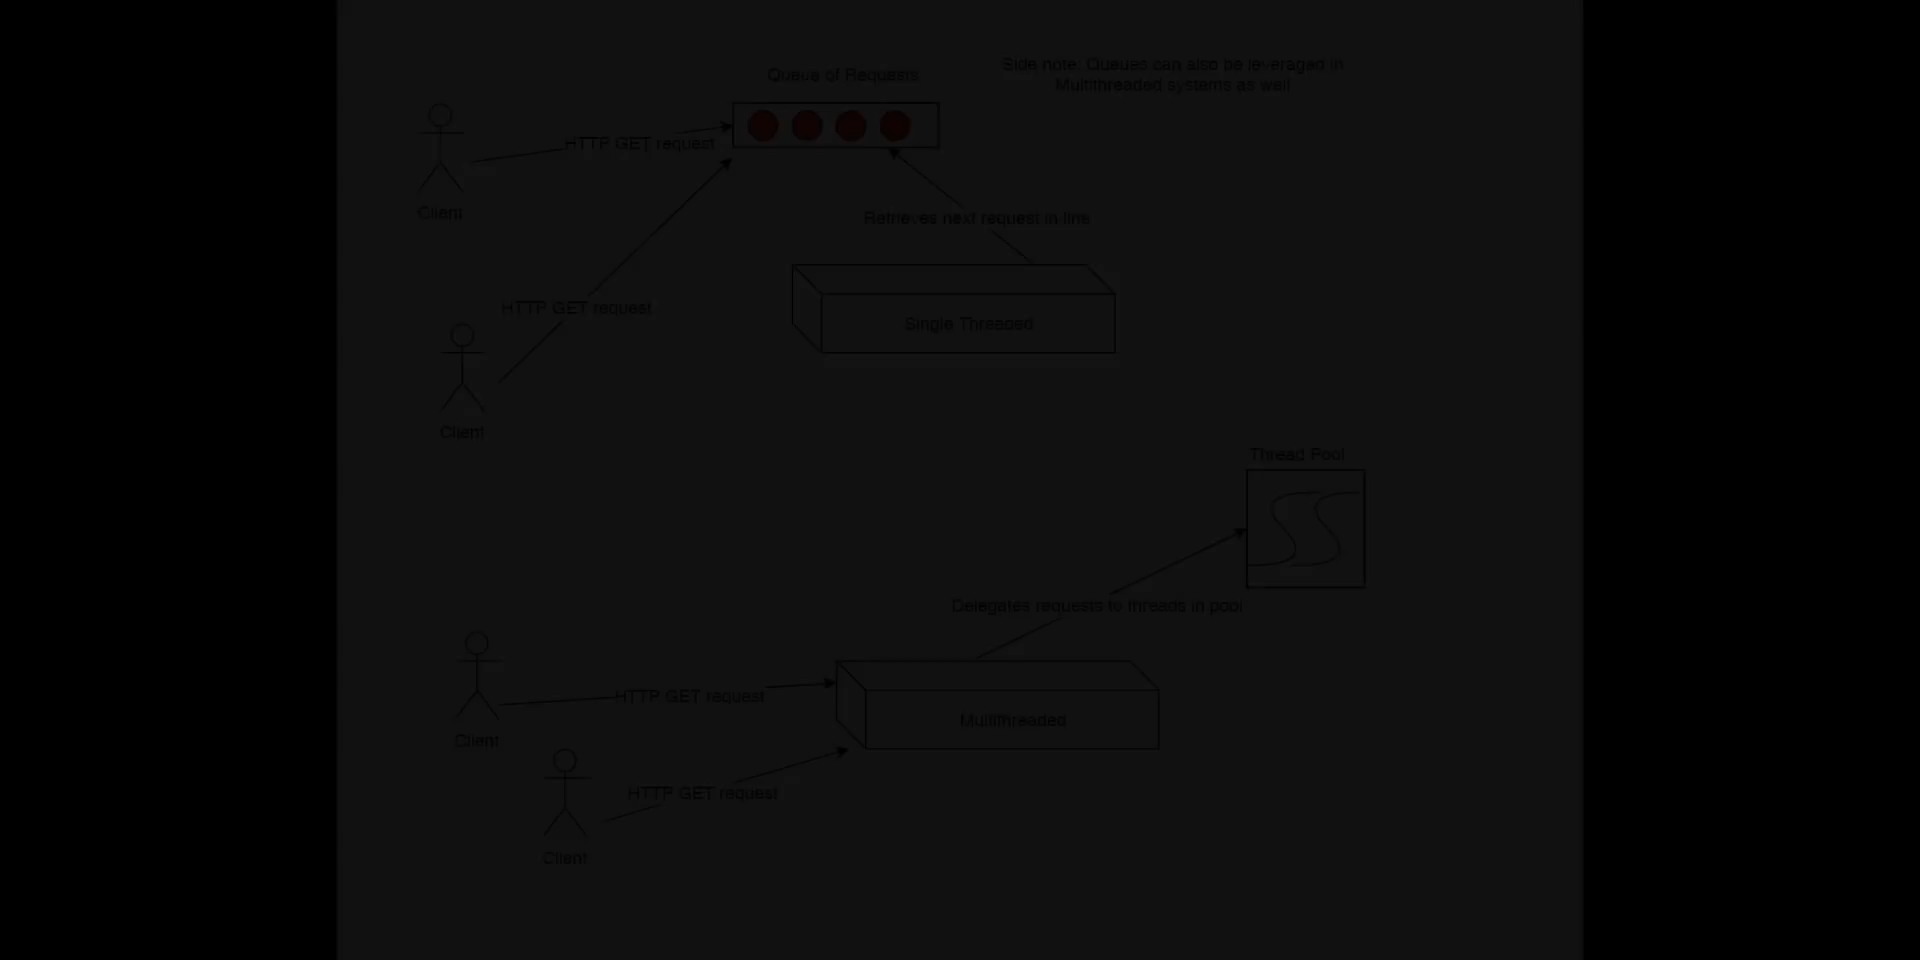 Queue of Requests
Side note: Queues can also be leveraged in
Multithreaded systems as well
HTTP GET request
Client
Retrieves next request in line
HTTP GET request
Single Threaded
Client
Thread Pool
Delegates requests to threads in pool
HTTP GET request
Multithreaded
Client
HTTP GET request
Client